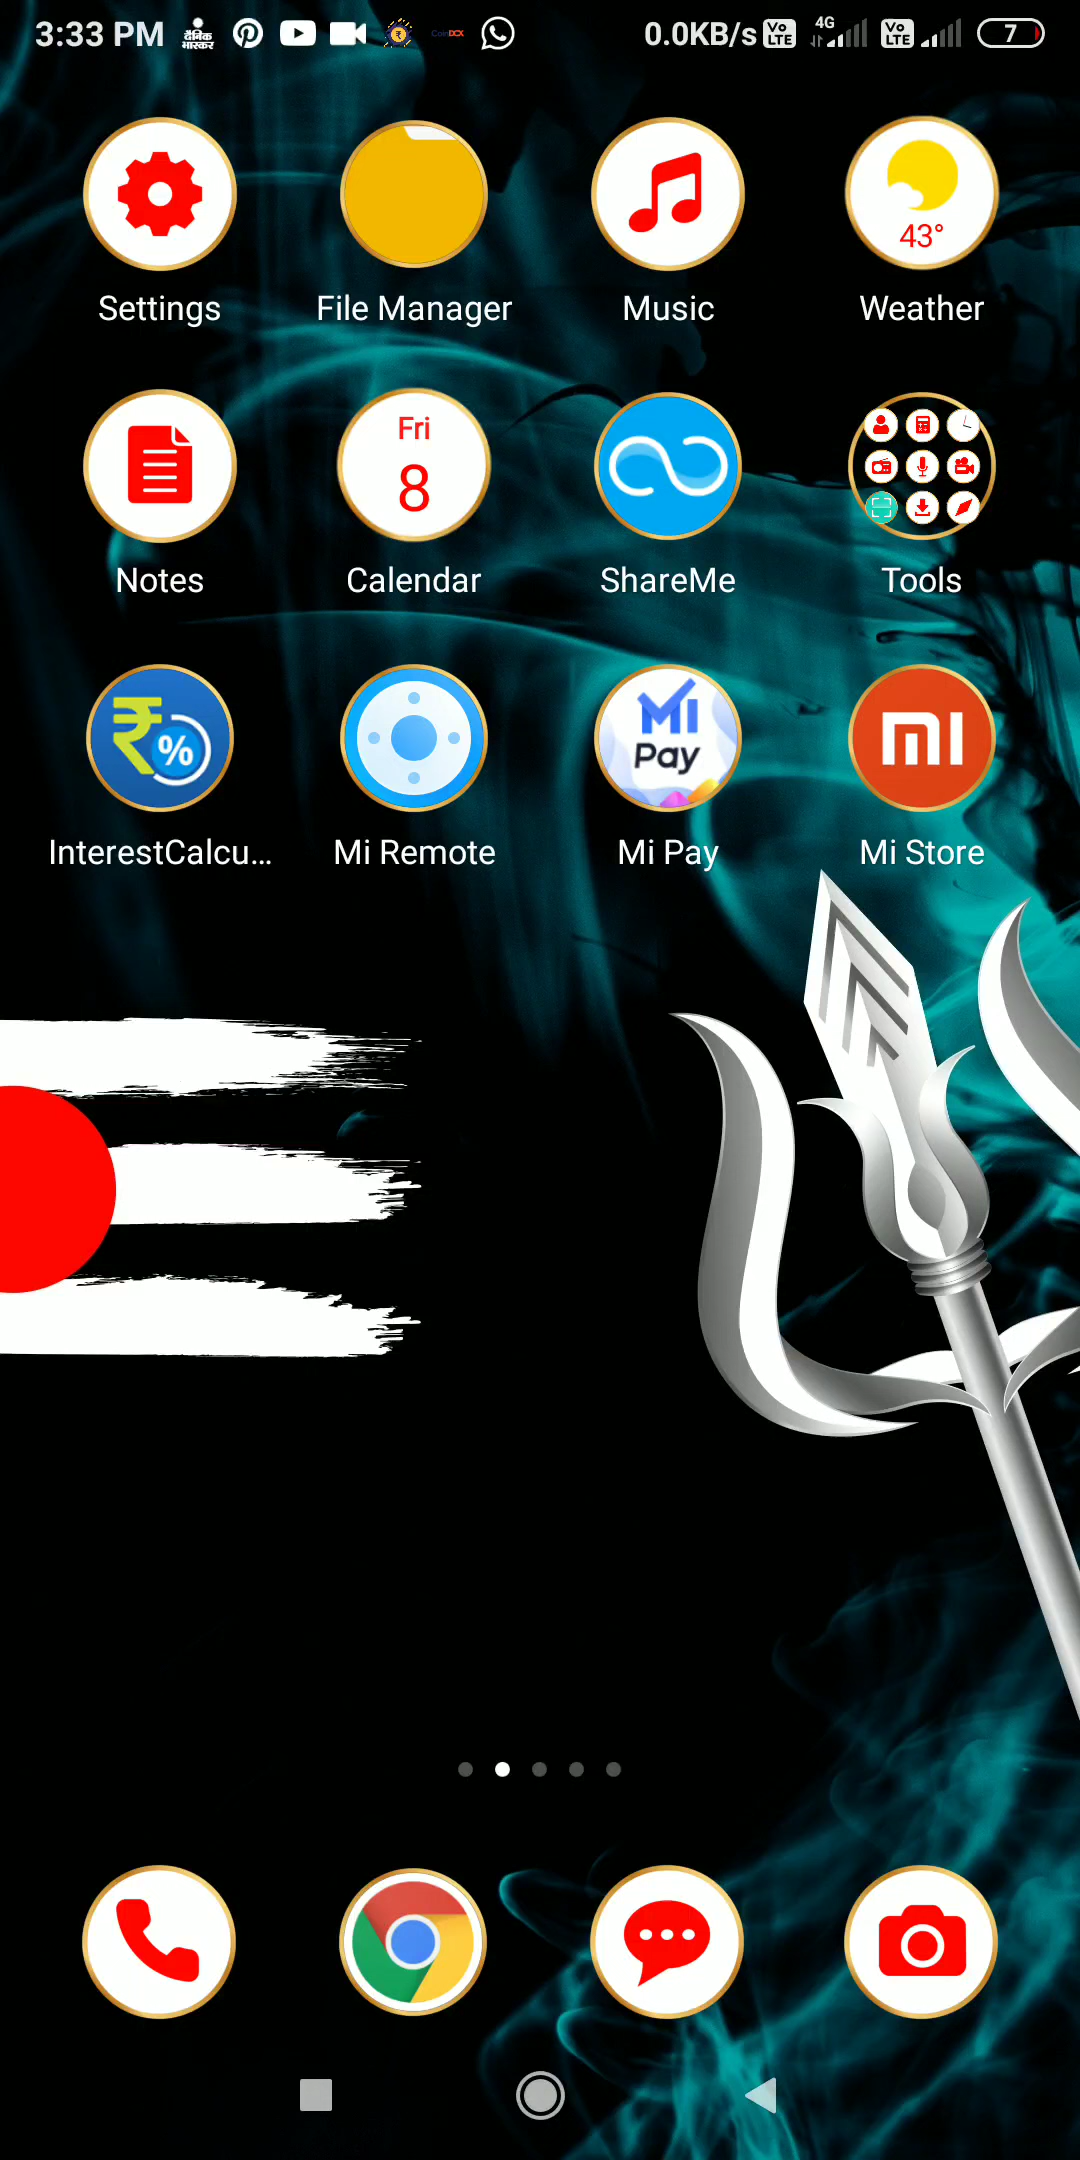 3:33 PM दैनिक भास्कर CoinDCX 0.0KB/s Vo LTE 4G Vo LTE 7
43°
Settings File Manager Music Weather
Fri
8
Notes Calendar ShareMe Tools
₹ % Mi Pay mi
InterestCalcu... Mi Remote Mi Pay Mi Store